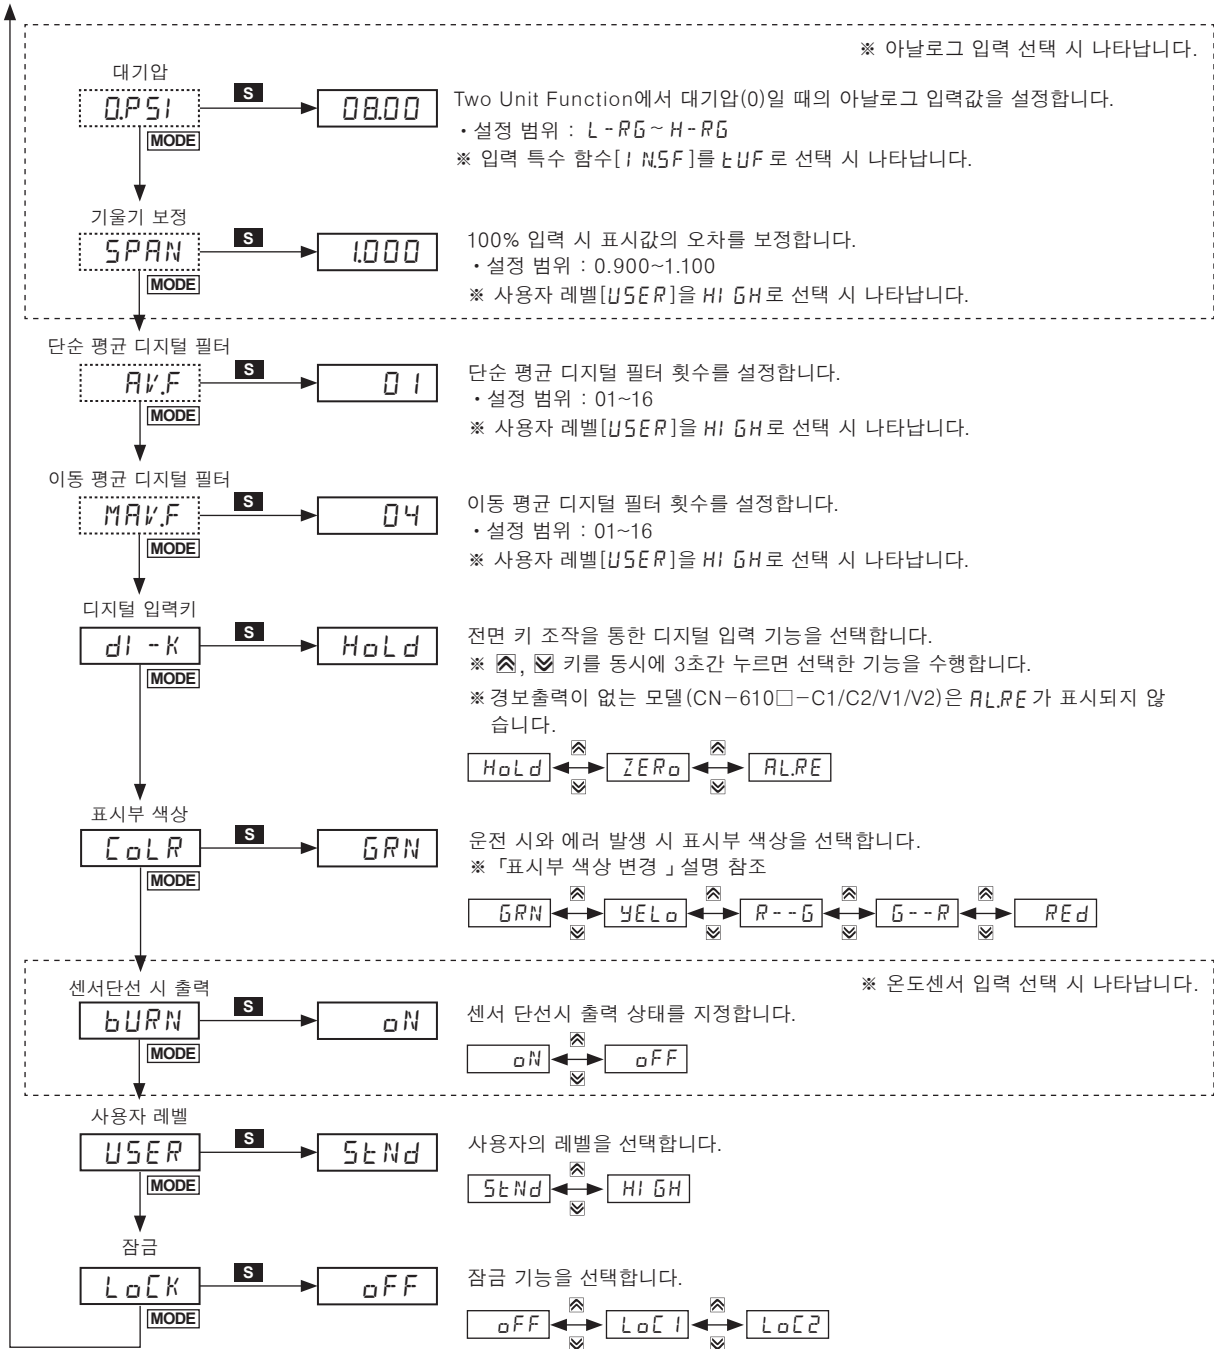 ※ 아날로그 입력 선택 시 나타납니다.
대기압
0.PSI
S
08.00
MODE
Two Unit Function에서 대기압(0)일 때의 아날로그 입력값을 설정합니다.
• 설정 범위 : L-RG ~ H-RG
※ 입력 특수 함수[IN.SF]를 tUF 로 선택 시 나타납니다.
기울기 보정
SPAN
S
1.000
MODE
100% 입력 시 표시값의 오차를 보정합니다.
• 설정 범위 : 0.900~1.100
※ 사용자 레벨[USER]을 HIGH로 선택 시 나타납니다.
단순 평균 디지털 필터
AV.F
S
01
MODE
단순 평균 디지털 필터 횟수를 설정합니다.
• 설정 범위 : 01~16
※ 사용자 레벨[USER]을 HIGH로 선택 시 나타납니다.
이동 평균 디지털 필터
MAV.F
S
04
MODE
이동 평균 디지털 필터 횟수를 설정합니다.
• 설정 범위 : 01~16
※ 사용자 레벨[USER]을 HIGH로 선택 시 나타납니다.
디지털 입력키
dI-K
S
HoLd
MODE
전면 키 조작을 통한 디지털 입력 기능을 선택합니다.
※ , 키를 동시에 3초간 누르면 선택한 기능을 수행합니다.
※ 경보출력이 없는 모델(CN-610□-C1/C2/V1/V2)은 AL.RE 가 표시되지 않
습니다.
HoLd ZERo AL.RE
표시부 색상
CoLR
S
GRN
MODE
운전 시와 에러 발생 시 표시부 색상을 선택합니다.
※ 「표시부 색상 변경 」설명 참조
GRN YELo R--G G--R REd
※ 온도센서 입력 선택 시 나타납니다.
센서단선 시 출력
bURN
S
oN
MODE
센서 단선시 출력 상태를 지정합니다.
oN oFF
사용자 레벨
USER
S
StNd
MODE
사용자의 레벨을 선택합니다.
StNd HIGH
잠금
LoCK
S
oFF
MODE
잠금 기능을 선택합니다.
oFF LoC1 LoC2